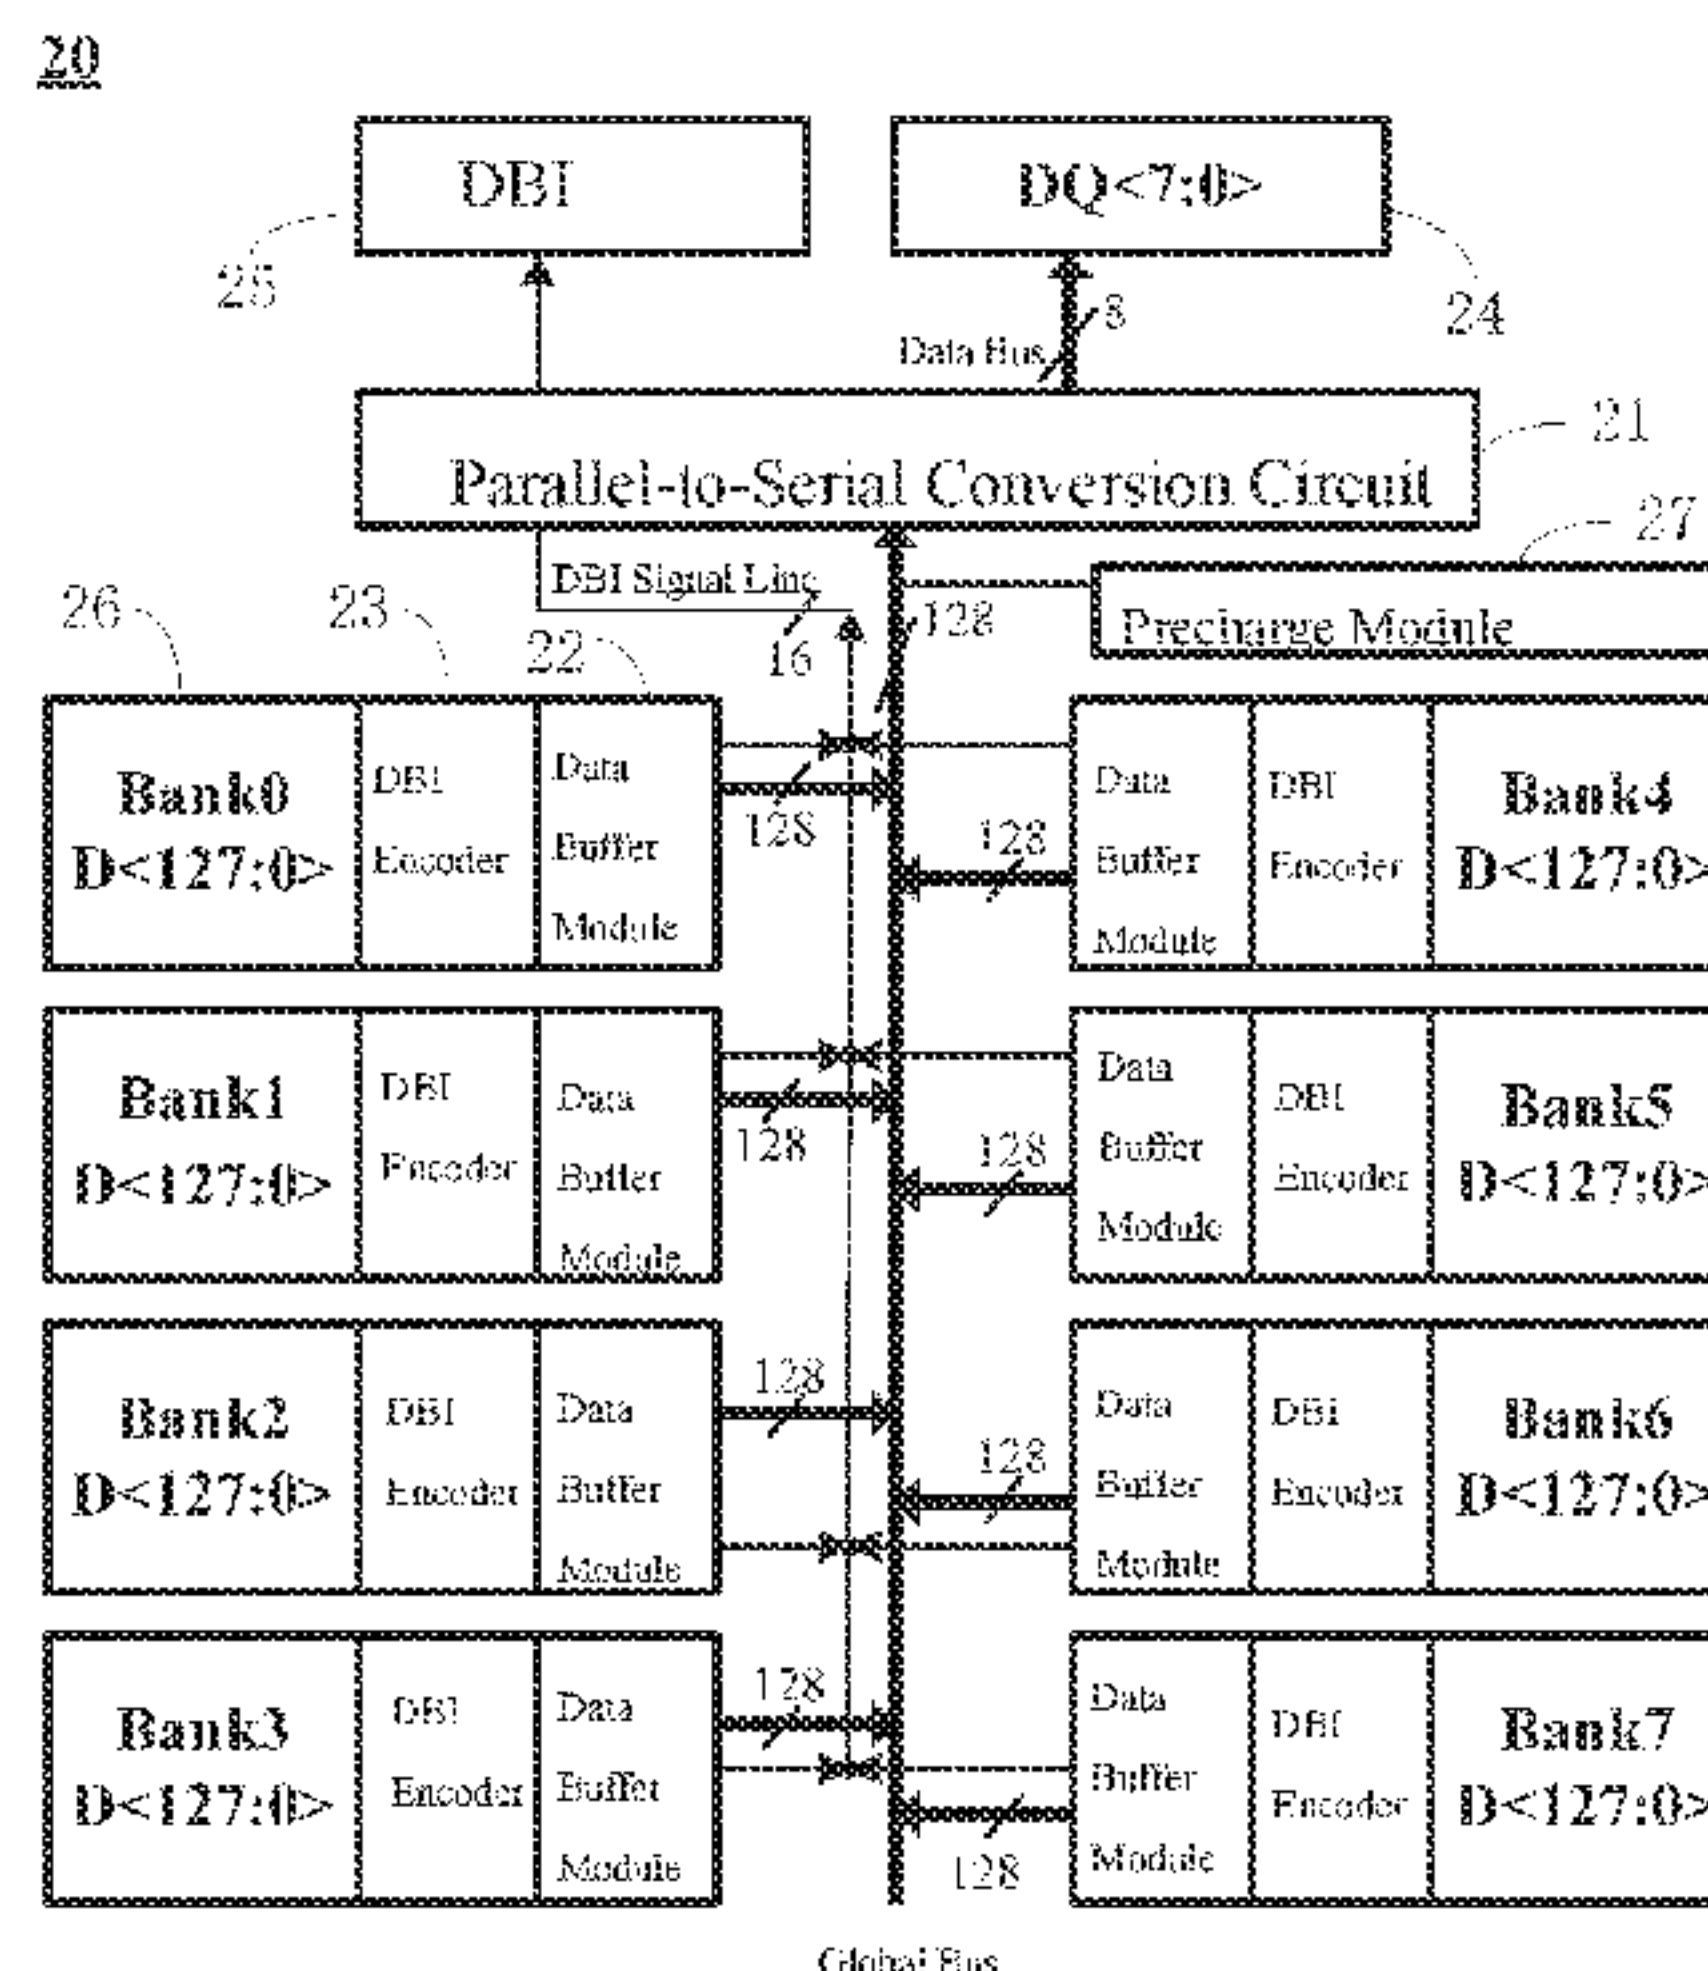 20
DBI
DQ<7:0>
25
24
8
Data Bus
21
Parallel-to-Serial Conversion Circuit
27
DBI Signal Line
16
128
Precharge Module
26
23
22
Bank0
D<127:0>
DBI
Encoder
Data
Buffer
Module
128
128
Data
Buffer
Module
DBI
Encoder
Bank4
D<127:0>
Bank1
D<127:0>
DBI
Encoder
Data
Buffer
Module
128
128
Data
Buffer
Module
DBI
Encoder
Bank5
D<127:0>
Bank2
D<127:0>
DBI
Encoder
Data
Buffer
Module
128
128
Data
Buffer
Module
DBI
Encoder
Bank6
D<127:0>
Bank3
D<127:0>
DBI
Encoder
Data
Buffer
Module
128
128
Data
Buffer
Module
DBI
Encoder
Bank7
D<127:0>
Global Bus